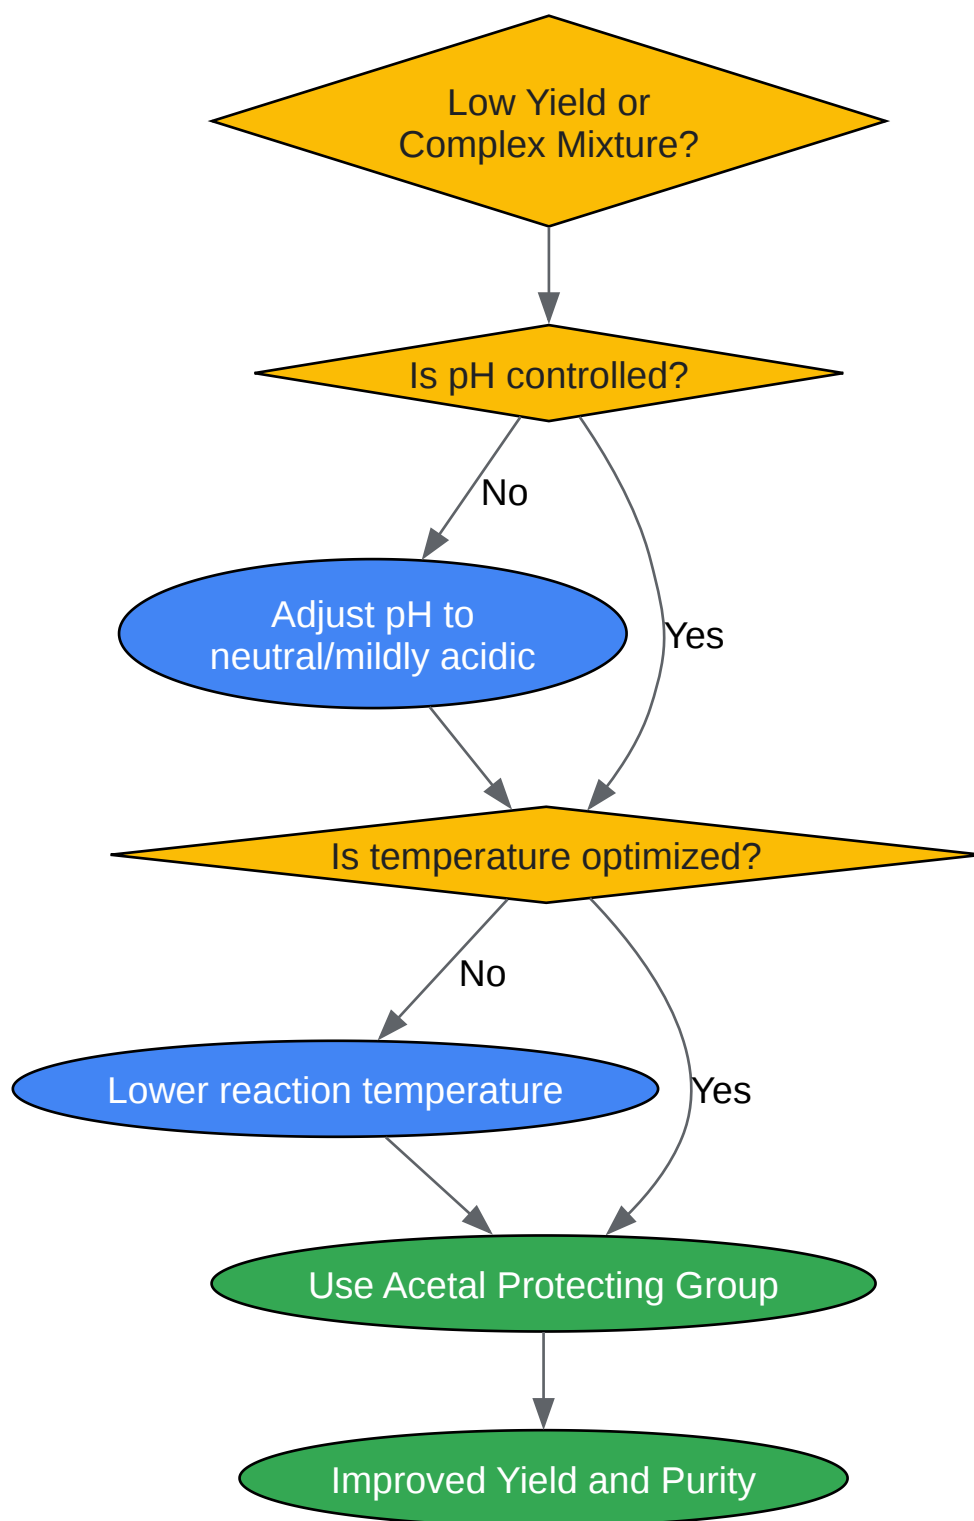 Low Yield or
Complex Mixture?
Is pH controlled?
No
Adjust pH to
neutral/mildly acidic
Yes
Is temperature optimized?
No
Lower reaction temperature
Yes
Use Acetal Protecting Group
Improved Yield and Purity